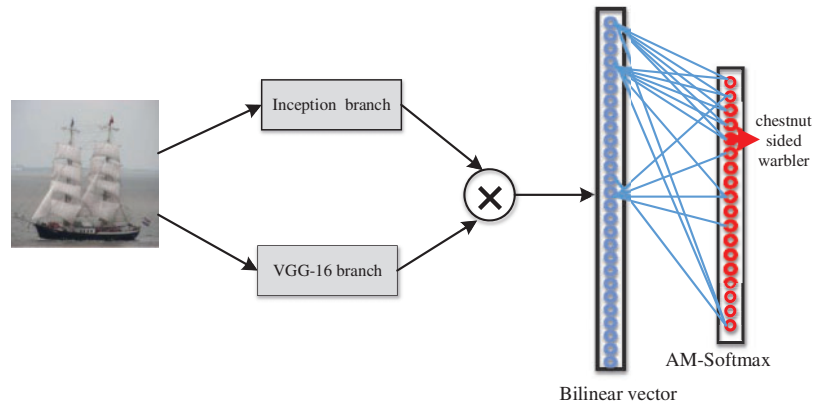 Inception branch
VGG-16 branch
chestnut
sided
warbler
AM-Softmax
Bilinear vector